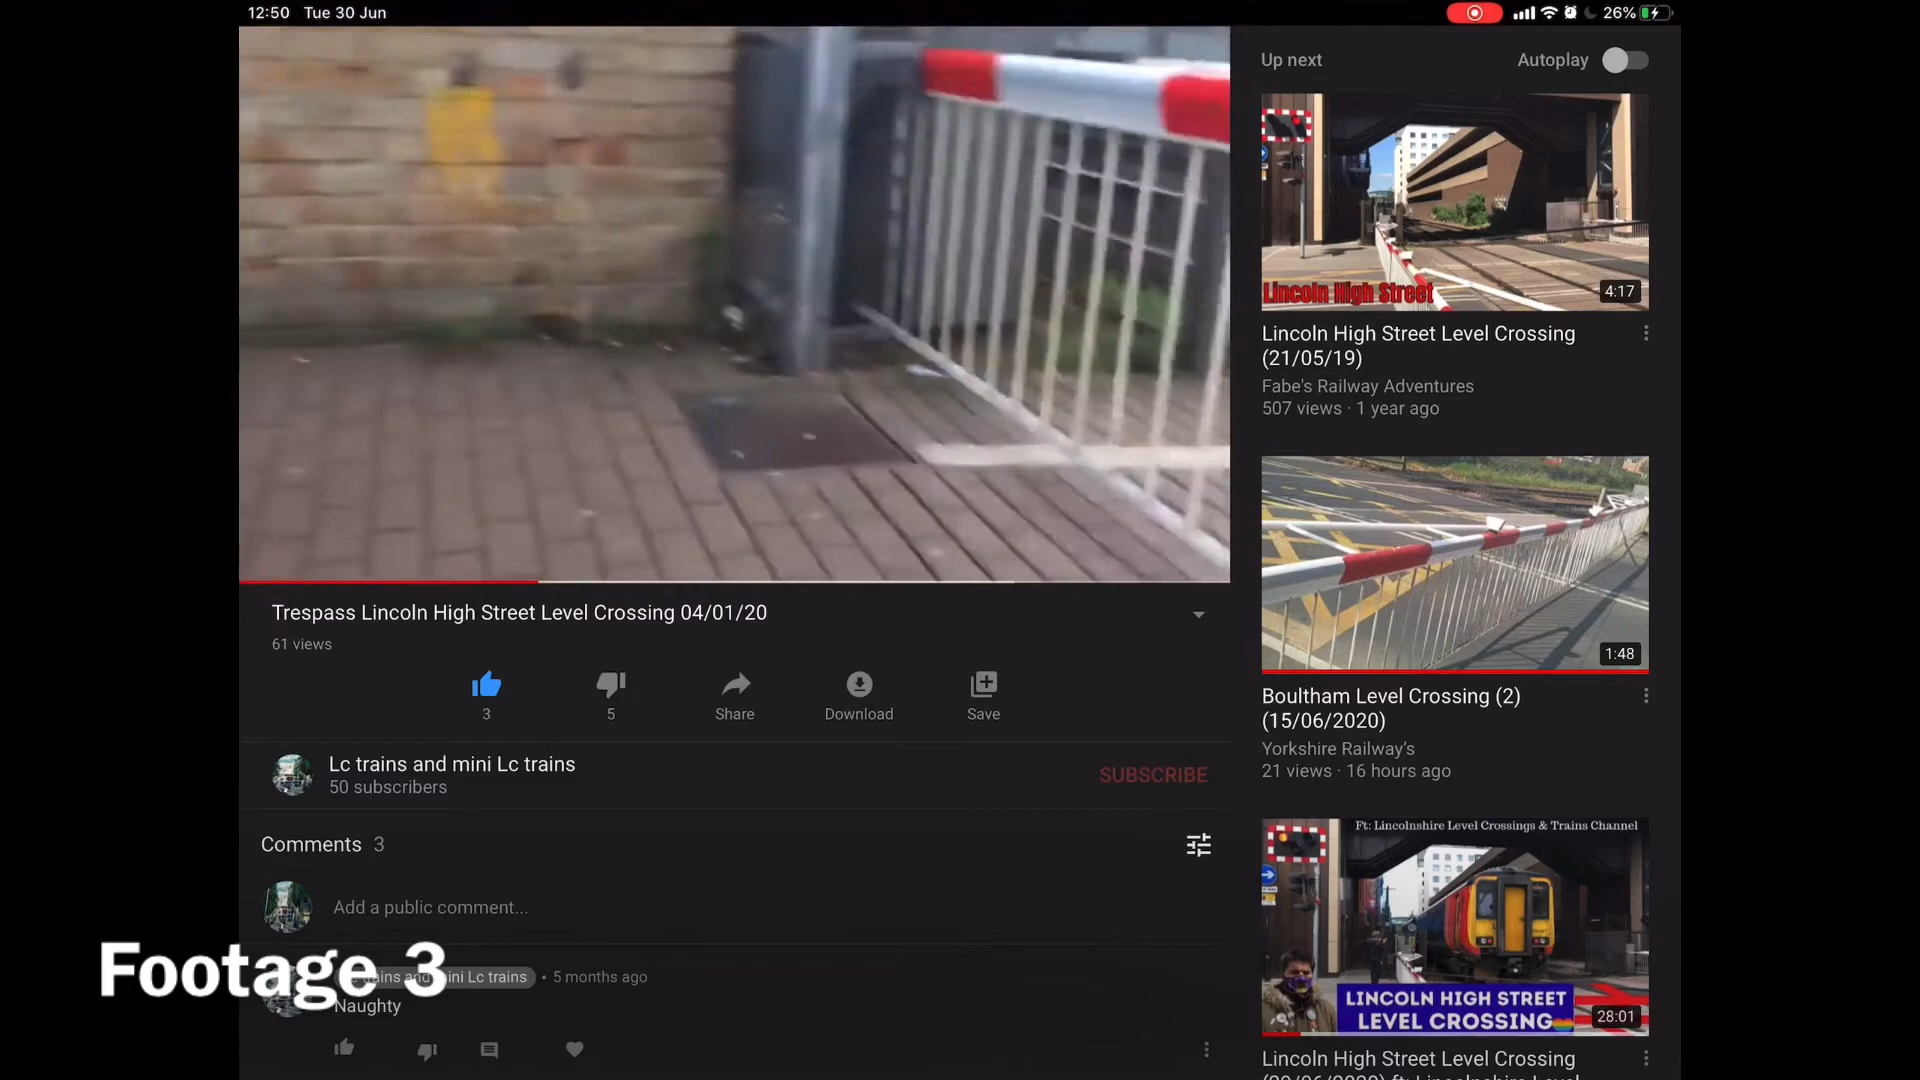 12:50 Tue 30 Jun
26%
Up next
Autoplay
Lincoln High Street
4:17
Lincoln High Street Level Crossing
(21/05/19)
Fabe's Railway Adventures
507 views · 1 year ago
1:48
Boultham Level Crossing (2)
(15/06/2020)
Yorkshire Railway's
21 views · 16 hours ago
Ft: Lincolnshire Level Crossings & Trains Channel
LINCOLN HIGH STREET
LEVEL CROSSING
28:01
Lincoln High Street Level Crossing
Trespass Lincoln High Street Level Crossing 04/01/20
61 views
3
5
Share
Download
Save
Lc trains and mini Lc trains
50 subscribers
SUBSCRIBE
Comments 3
Add a public comment...
Footage 3
mini Lc trains • 5 months ago
Naughty